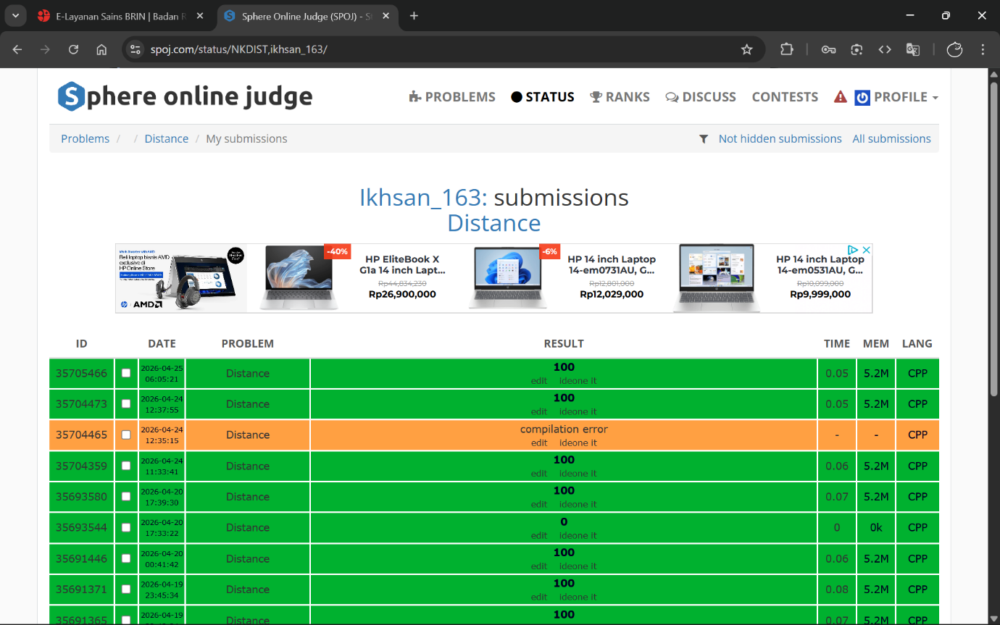 E-Layanan Sains BRIN | Badan R
Sphere Online Judge (SPOJ) - S
spoj.com/status/NKDIST,ikhsan_163/
Sphere online judge
PROBLEMS STATUS RANKS DISCUSS CONTESTS PROFILE
Problems / / Distance / My submissions Not hidden submissions All submissions
Ikhsan_163: submissions
Distance
Beli laptop bisnis AMD
exclusive di
HP Online Store
AMD
-40%
HP EliteBook X
G1a 14 inch Lapt...
Rp44,834,230
Rp26,900,000
-6%
HP 14 inch Laptop
14-em0731AU, G...
Rp12,801,000
Rp12,029,000
HP 14 inch Laptop
14-em0531AU, G...
Rp10,099,000
Rp9,999,000
ID DATE PROBLEM RESULT TIME MEM LANG
35705466 2026-04-25 06:05:21 Distance 100 0.05 5.2M CPP
edit ideone it
35704473 2026-04-24 12:37:55 Distance 100 0.05 5.2M CPP
edit ideone it
35704465 2026-04-24 12:35:15 Distance compilation error - - CPP
edit ideone it
35704359 2026-04-24 11:33:41 Distance 100 0.06 5.2M CPP
edit ideone it
35693580 2026-04-20 17:39:30 Distance 100 0.07 5.2M CPP
edit ideone it
35693544 2026-04-20 17:33:22 Distance 0 0 0k CPP
edit ideone it
35691446 2026-04-20 00:41:42 Distance 100 0.06 5.2M CPP
edit ideone it
35691371 2026-04-19 23:45:34 Distance 100 0.08 5.2M CPP
edit ideone it
35691365 2026-04-19 Distance 100 0.07 5.2M CPP